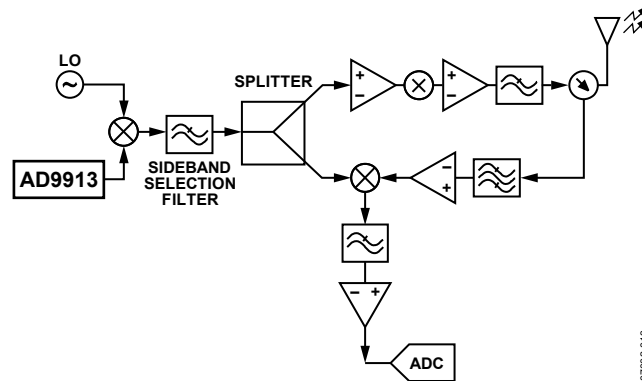 LO
SPLITTER
AD9913
SIDEBAND
SELECTION
FILTER
+
−
+
−
−
+
− +
ADC